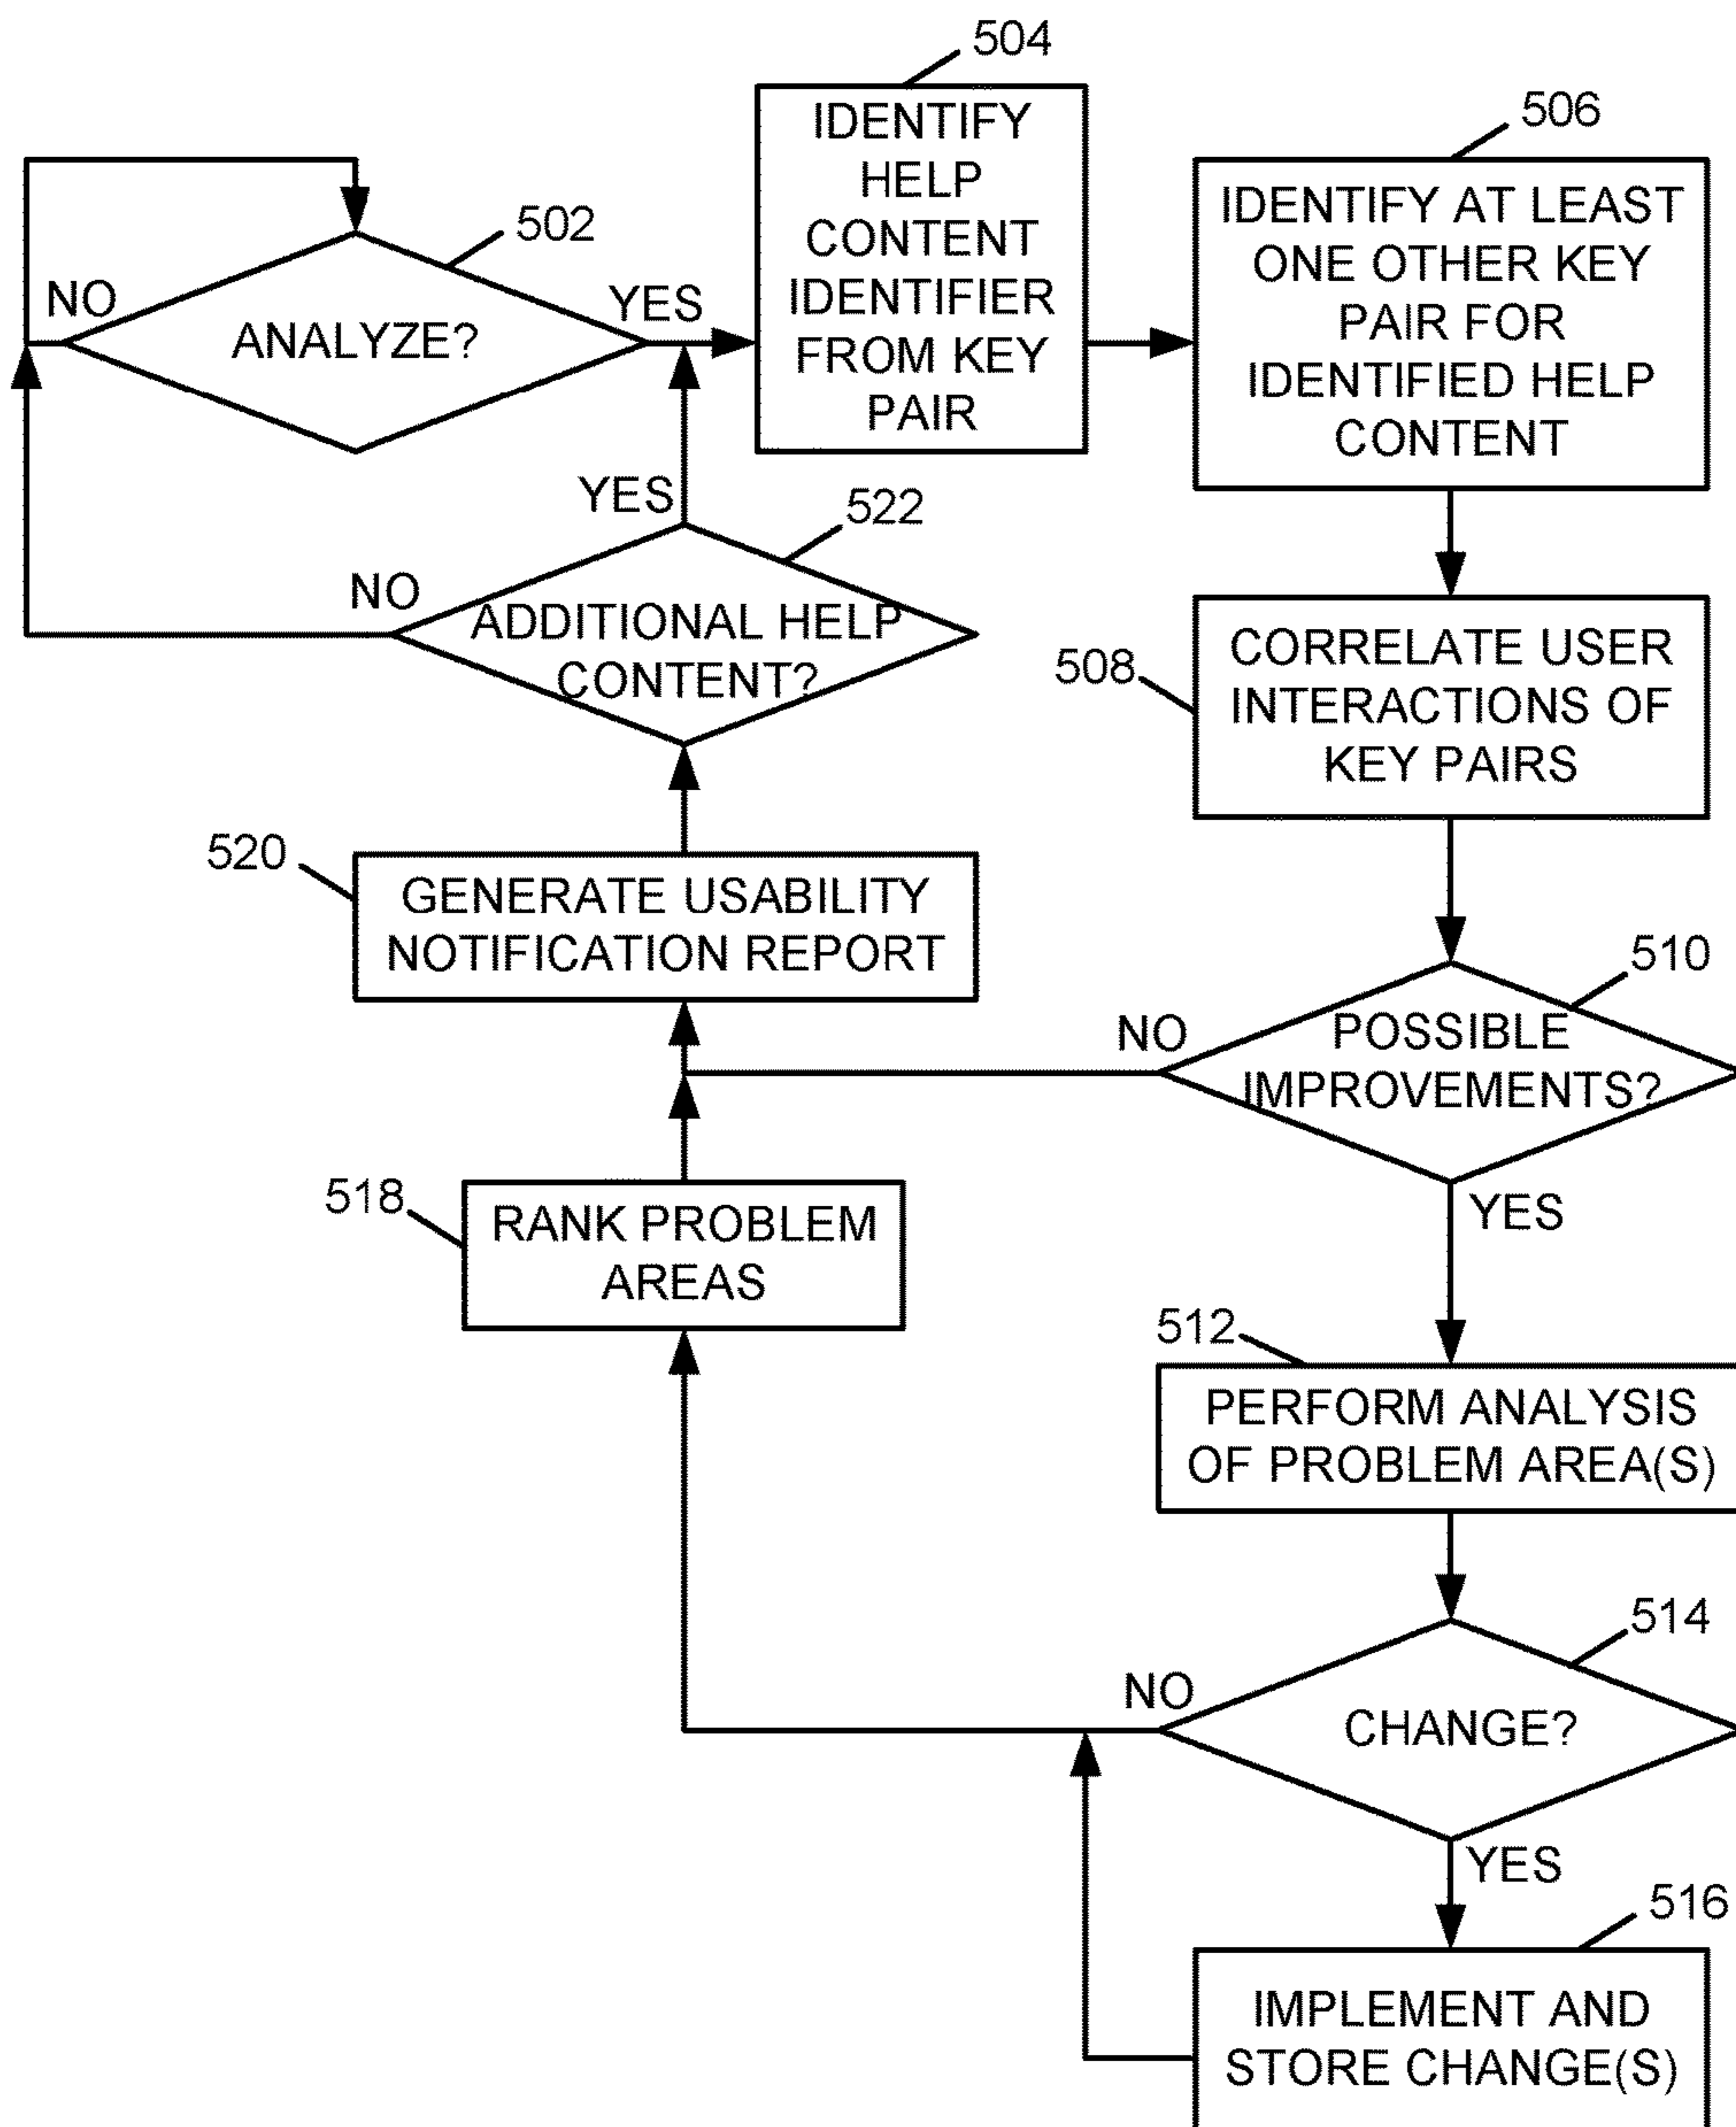 504
IDENTIFY
HELP
CONTENT
IDENTIFIER
FROM KEY
PAIR
506
IDENTIFY AT LEAST
ONE OTHER KEY
PAIR FOR
IDENTIFIED HELP
CONTENT
502
NO
ANALYZE?
YES
YES
522
NO
ADDITIONAL HELP
CONTENT?
508
CORRELATE USER
INTERACTIONS OF
KEY PAIRS
520
GENERATE USABILITY
NOTIFICATION REPORT
510
NO
POSSIBLE
IMPROVEMENTS?
YES
518
RANK PROBLEM
AREAS
512
PERFORM ANALYSIS
OF PROBLEM AREA(S)
514
NO
CHANGE?
YES
516
IMPLEMENT AND
STORE CHANGE(S)